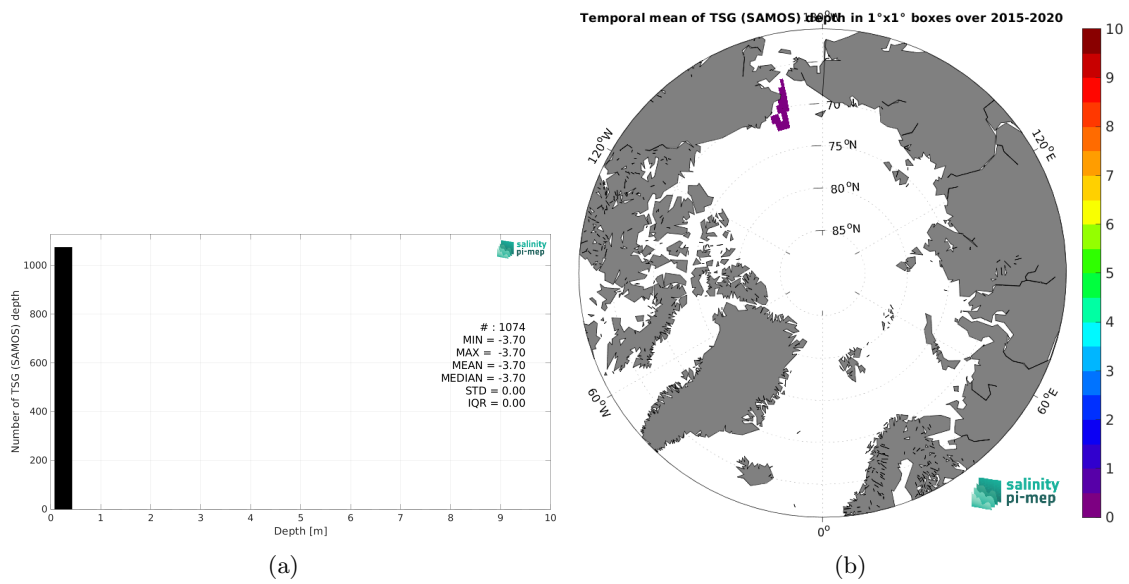 Temporal mean of TSG (SAMOS) depth in 1°x1° boxes over 2015-2020
10
9
8
7
6
5
4
3
2
1
0
70°N
75°N
80°N
85°N
120°W
120°E
60°W
60°E
0°
salinity
pi-mep
1000
800
600
400
200
0
Number of TSG (SAMOS) depth
salinity
pi-mep
# : 1074
MIN = -3.70
MAX = -3.70
MEAN = -3.70
MEDIAN = -3.70
STD = 0.00
IQR = 0.00
0 1 2 3 4 5 6 7 8 9 10
Depth [m]
(a)
(b)